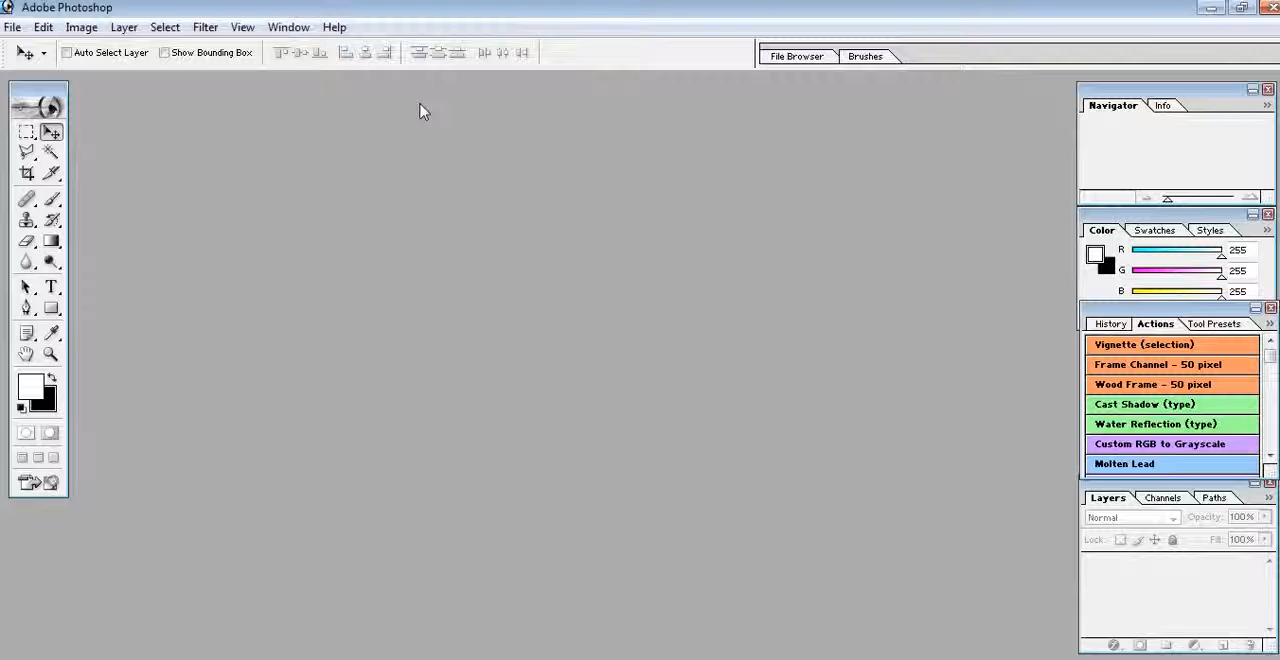 Adobe Photoshop
File Edit Image Layer Select Filter View Window Help
Auto Select Layer Show Bounding Box File Browser Brushes
Navigator Info
Color Swatches Styles
R 255
G 255
B 255
History Actions Tool Presets
Vignette (selection)
Frame Channel - 50 pixel
Wood Frame - 50 pixel
Cast Shadow (type)
Water Reflection (type)
Custom RGB to Grayscale
Molten Lead
Layers Channels Paths
Normal Opacity: 100%
Lock: Fill: 100%